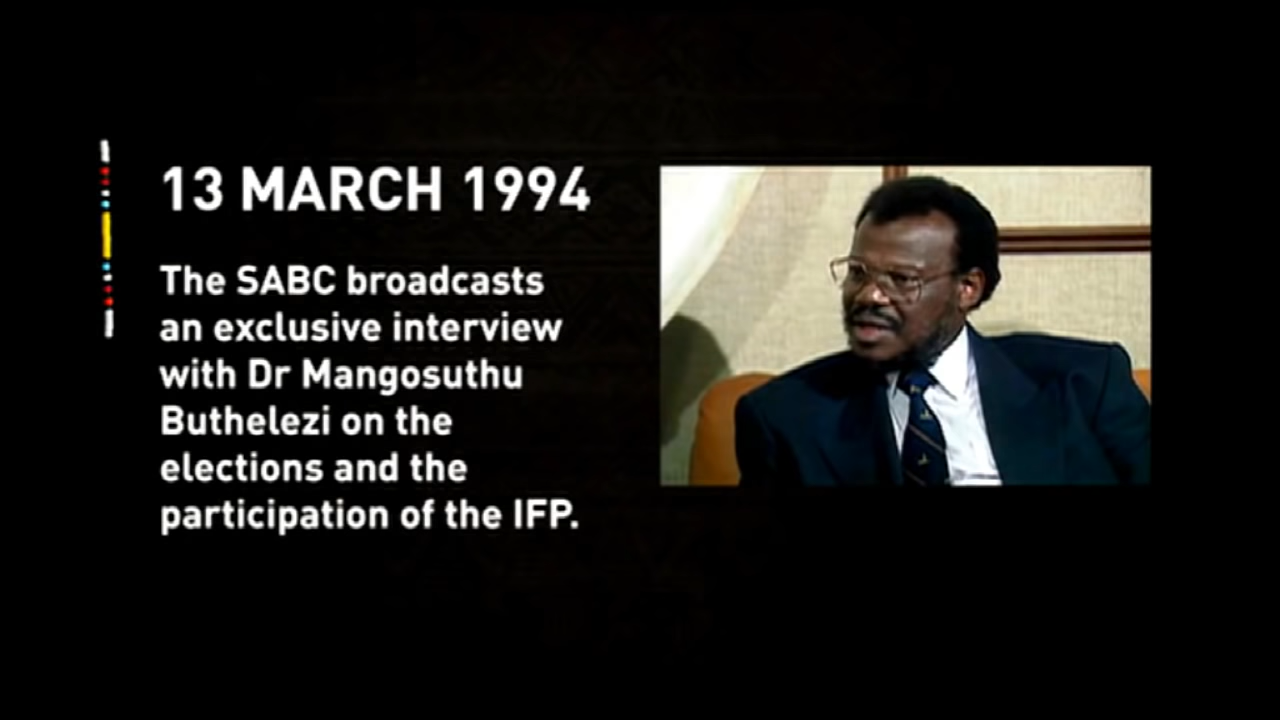 13 MARCH 1994
The SABC broadcasts
an exclusive interview
with Dr Mangosuthu
Buthelezi on the
elections and the
participation of the IFP.